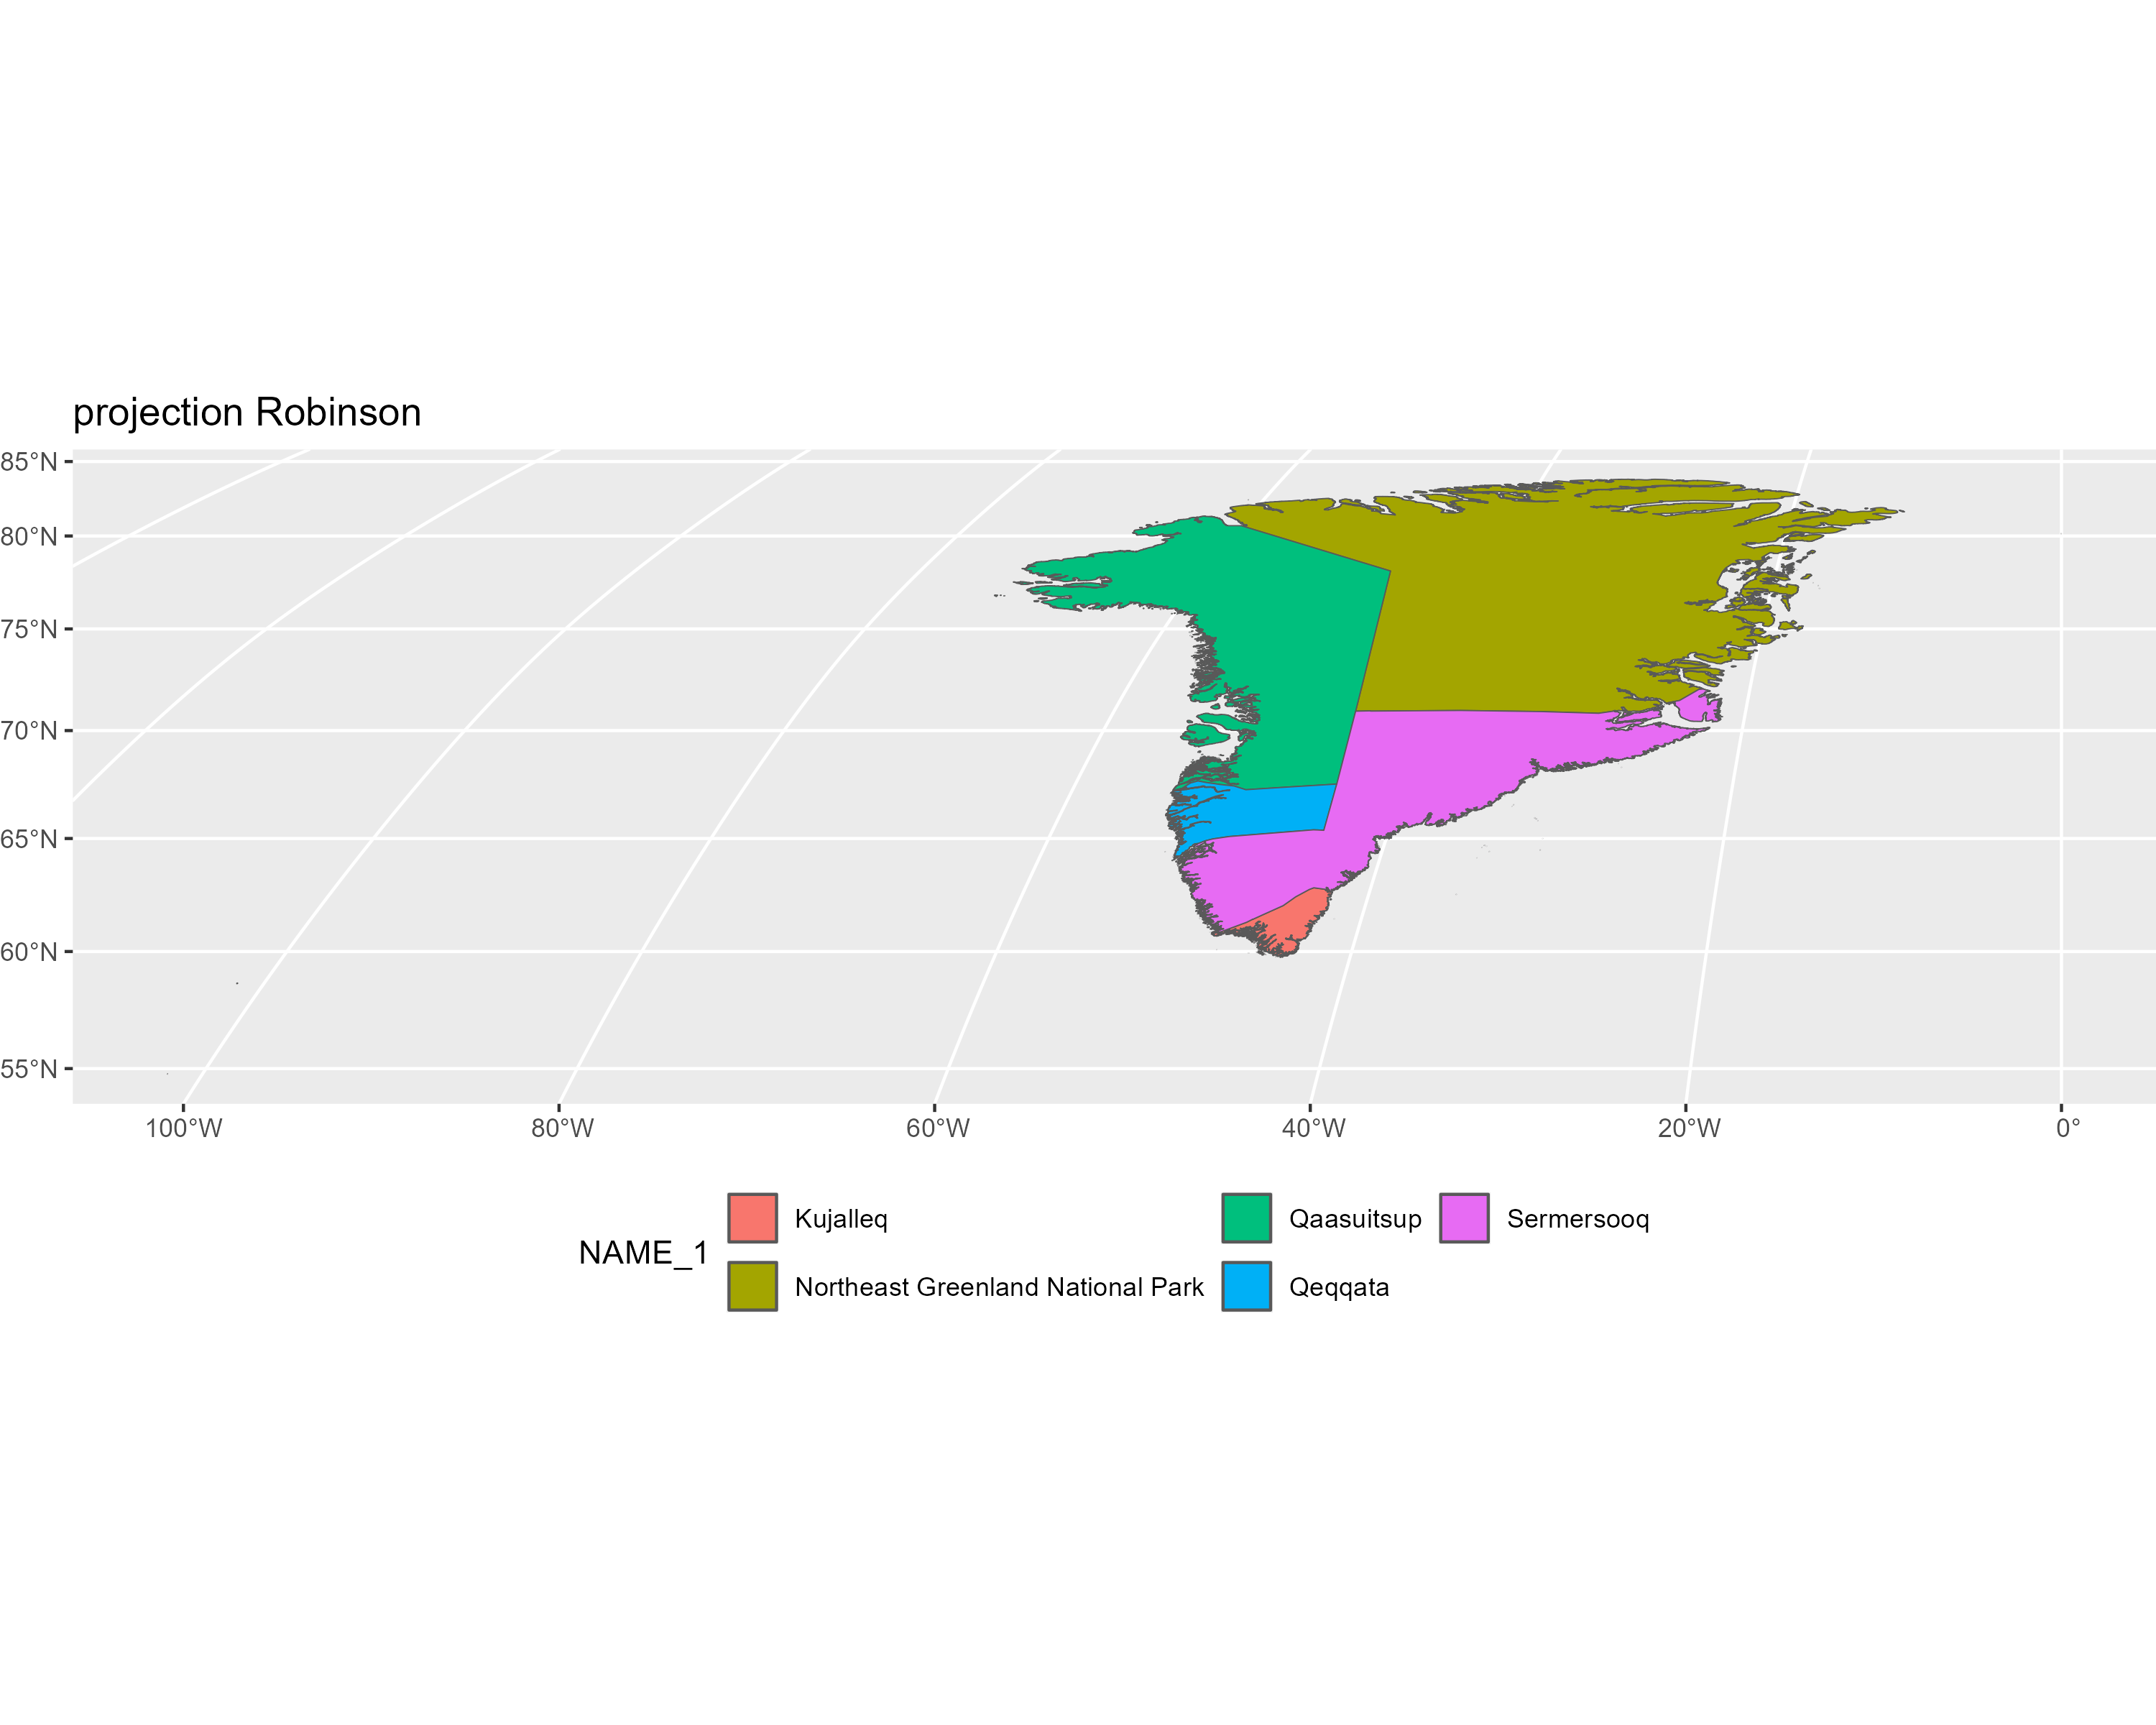 projection Robinson
85°N
80°N
75°N
70°N
65°N
60°N
55°N
100°W 80°W 60°W 40°W 20°W 0°
NAME_1
Kujalleq
Northeast Greenland National Park
Qaasuitsup
Qeqqata
Sermersooq